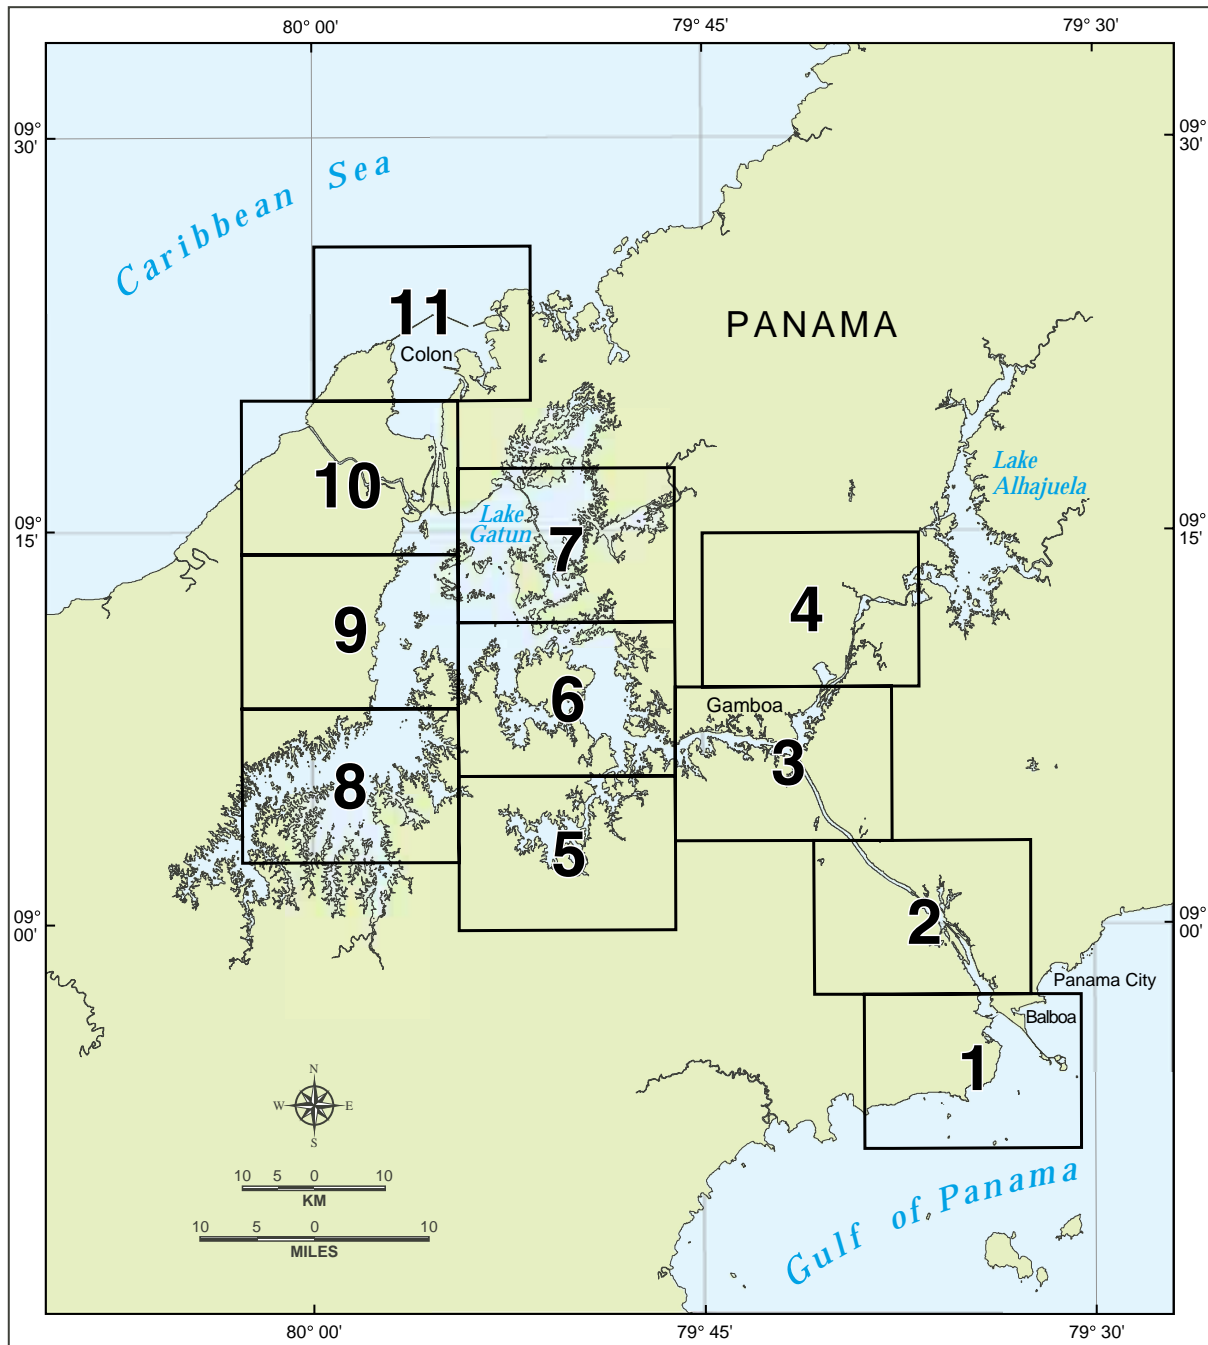 80° 00'
79° 45'
79° 30'
09°
30'
09°
30'
Caribbean Sea
11
Colon
PANAMA
10
Lake
Gatun
7
Lake
Alhajuela
09°
15'
09°
15'
4
9
6
Gamboa
3
8
5
2
09°
00'
09°
00'
Panama City
Balboa
1
N
W
E
S
10 5 0 10
KM
10 5 0 10
MILES
Gulf of Panama
80° 00'
79° 45'
79° 30'